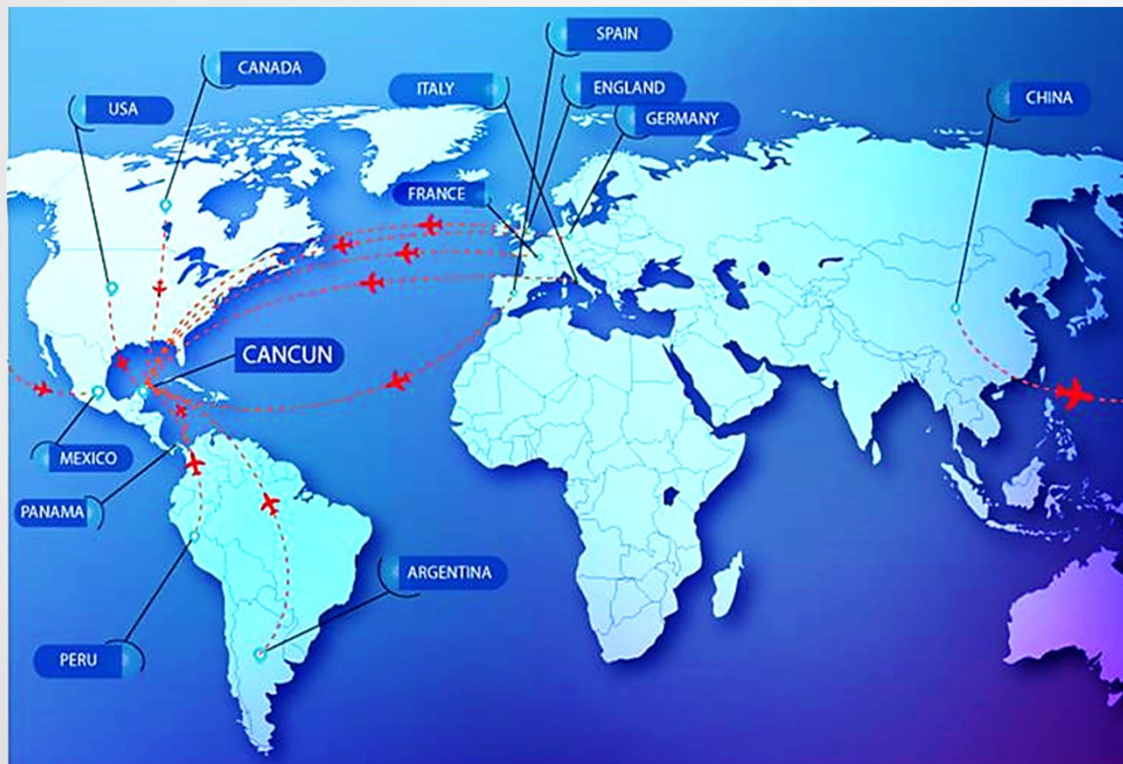 SPAIN
CANADA
ITALY
ENGLAND
USA
CHINA
GERMANY
FRANCE
CANCUN
MEXICO
PANAMA
ARGENTINA
PERU